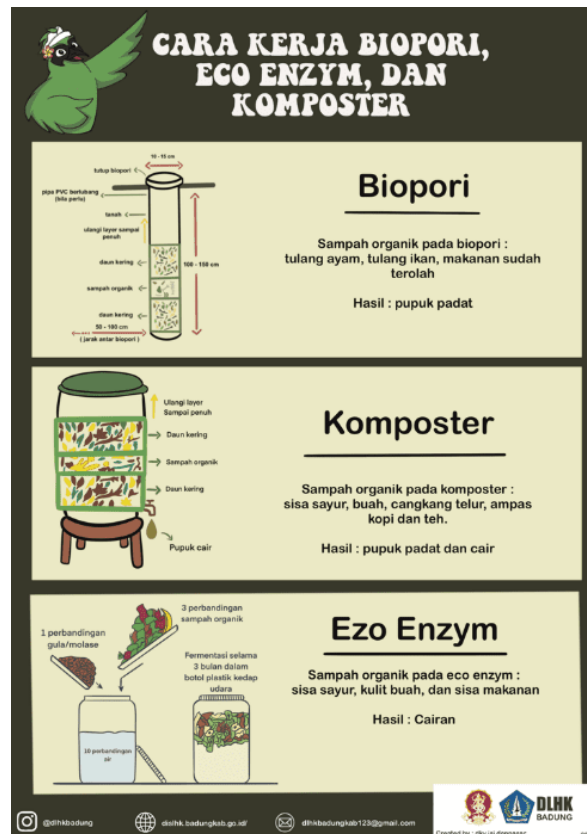 CARA KERJA BIOPORI,
ECO ENZYM, DAN
KOMPOSTER
10 - 15 cm
tutup biopori
pipa PVC berlubang
(bila perlu)
tanah
ulangi layer sampai
penuh
daun kering
100 - 150 cm
sampah organik
daun kering
50 - 100 cm
( jarak antar biopori )
Biopori
Sampah organik pada biopori :
tulang ayam, tulang ikan, makanan sudah
terolah
Hasil : pupuk padat
Ulangi layer
Sampai penuh
Daun kering
Sampah organik
Daun kering
Pupuk cair
Komposter
Sampah organik pada komposter :
sisa sayur, buah, cangkang telur, ampas
kopi dan teh.
Hasil : pupuk padat dan cair
1 perbandingan
gula/molase
3 perbandingan
sampah organik
Fermentasi selama
3 bulan dalam
botol plastik kedap
udara
10 perbandingan
air
Ezo Enzym
Sampah organik pada eco enzym :
sisa sayur, kulit buah, dan sisa makanan
Hasil : Cairan
@dlhkbadung
dislhk.badungkab.go.id/
dlhkbadungkab123@gmail.com
DLHK
BADUNG